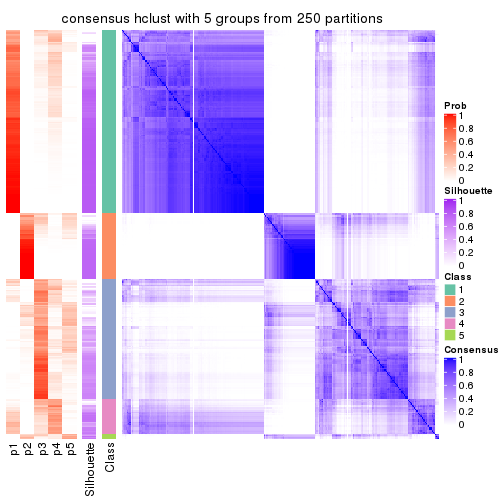 consensus hclust with 5 groups from 250 partitions
Prob
1
0.8
0.6
0.4
0.2
0
Silhouette
1
0.8
0.6
0.4
0.2
0
Class
1
2
3
4
5
Consensus
1
0.8
0.6
0.4
0.2
0
p1
p2
p3
p4
p5
Silhouette
Class